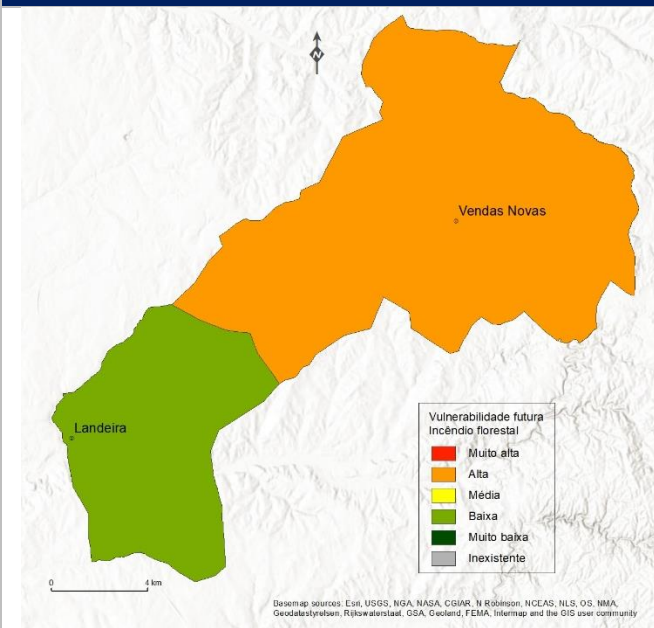 N
Vendas Novas
Landeira
Vulnerabilidade futura
Incêndio florestal
Muito alta
Alta
Média
Baixa
Muito baixa
Inexistente
0 4 km
Basemap sources: Esri, USGS, NGA, NASA, CGIAR, N Robinson, NCEAS, NLS, OS, NMA,
Geodatastyrelsen, Rijkswaterstaat, GSA, Geoland, FEMA, Intermap and the GIS user community